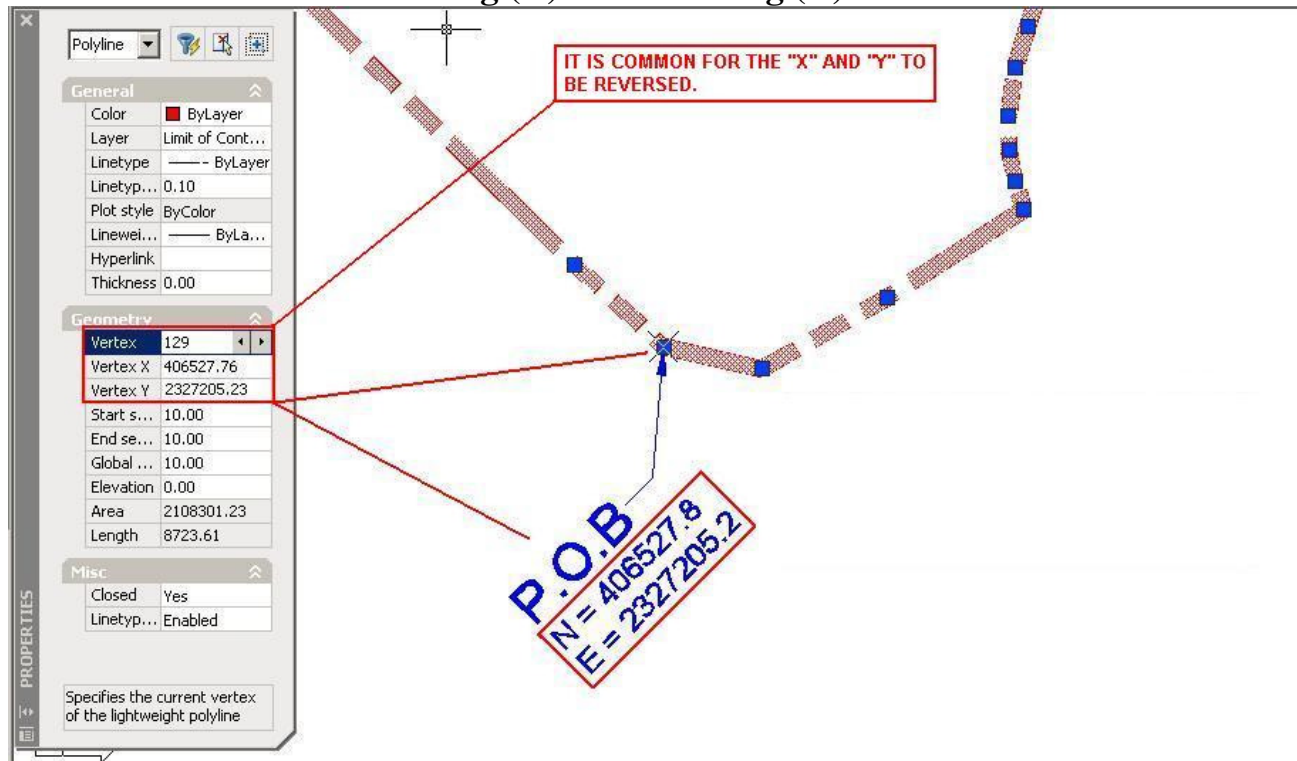 Polyline
General
Color ByLayer
Layer Limit of Cont...
Linetype ByLayer
Linetyp... 0.10
Plot style ByColor
Linewei... ByLa...
Hyperlink
Thickness 0.00
Geometry
Vertex 129
Vertex X 406527.76
Vertex Y 2327205.23
Start s... 10.00
End se... 10.00
Global ... 10.00
Elevation 0.00
Area 2108301.23
Length 8723.61
Misc
Closed Yes
Linetyp... Enabled
Specifies the current vertex
of the lightweight polyline
PROPERTIES
IT IS COMMON FOR THE "X" AND "Y" TO
BE REVERSED.
P.O.B
N = 406527.8
E = 2327205.2